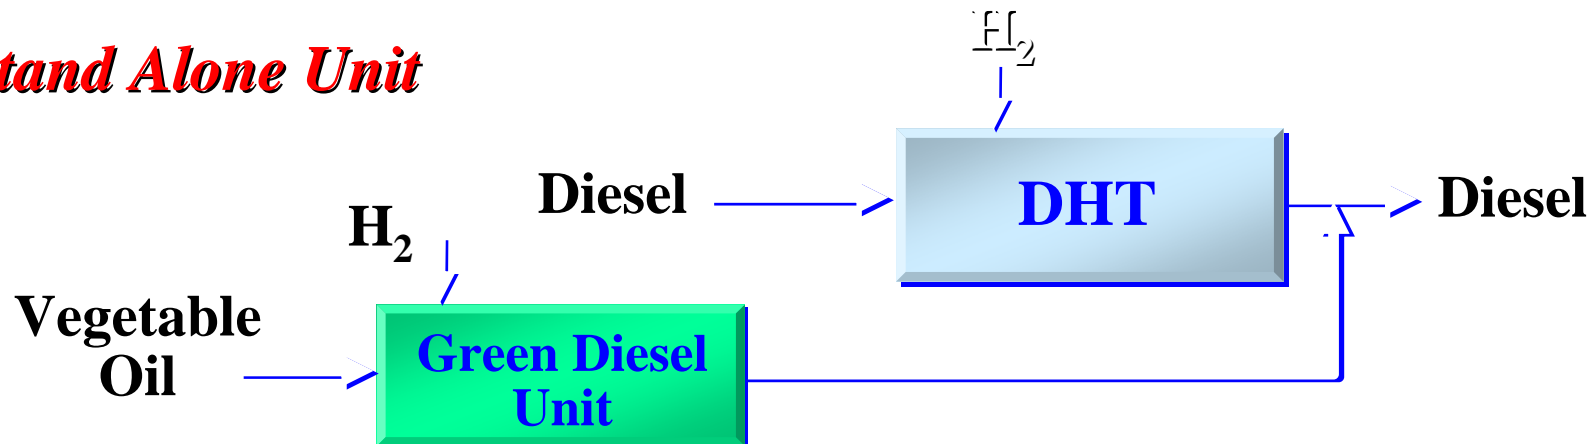 tand Alone Unit
H₂
Diesel
DHT
Diesel
H₂
Vegetable
Oil
Green Diesel
Unit